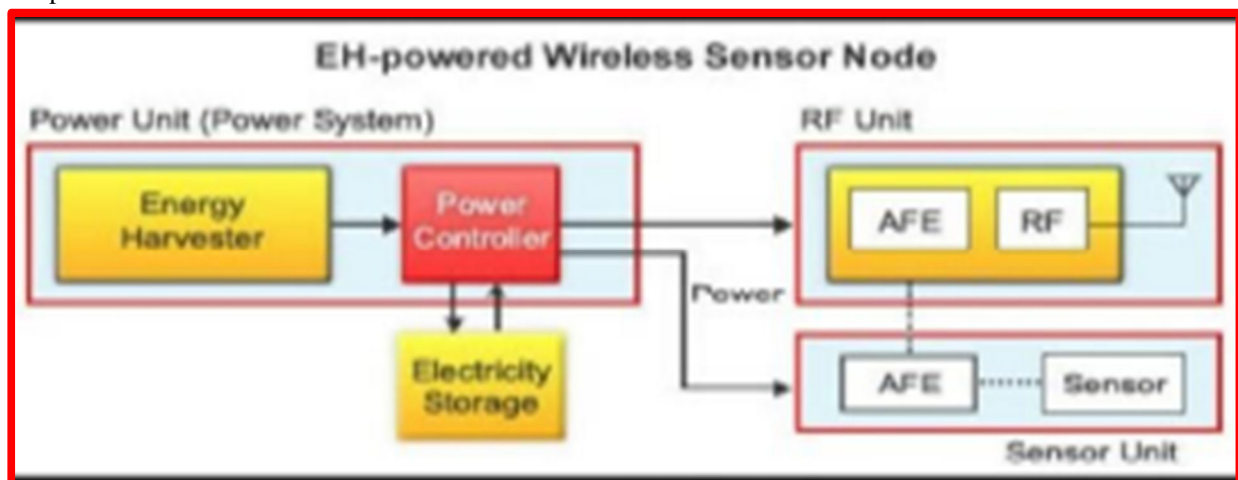 EH-powered Wireless Sensor Node
Power Unit (Power System)
RF Unit
Energy
Harvester
Power
Controller
AFE
RF
Power
Electricity
Storage
AFE
Sensor
Sensor Unit